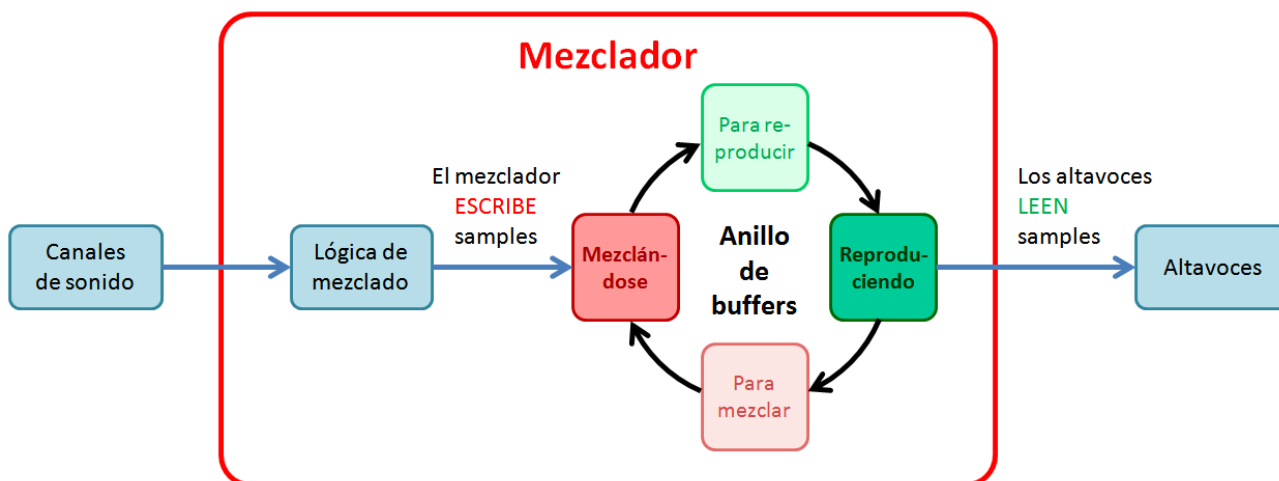 Mezclador
Canales
de sonido
Lógica de
mezclado
El mezclador
ESCRIBE
samples
Mezclán-
dose
Para re-
producir
Anillo
de
buffers
Para
mezclar
Reprodu-
ciendo
Los altavoces
LEEN
samples
Altavoces